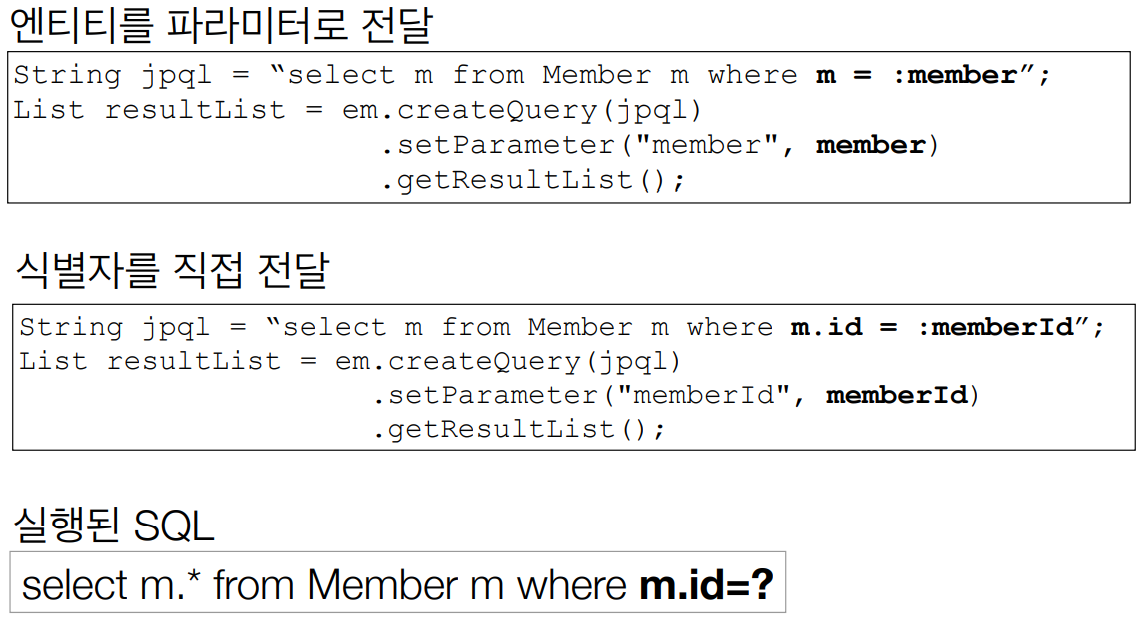 엔티티를 파라미터로 전달
String jpql = “select m from Member m where m = :member”;
List resultList = em.createQuery(jpql)
.setParameter("member", member)
.getResultList();
식별자를 직접 전달
String jpql = “select m from Member m where m.id = :memberId”;
List resultList = em.createQuery(jpql)
.setParameter("memberId", memberId)
.getResultList();
실행된 SQL
select m.* from Member m where m.id=?